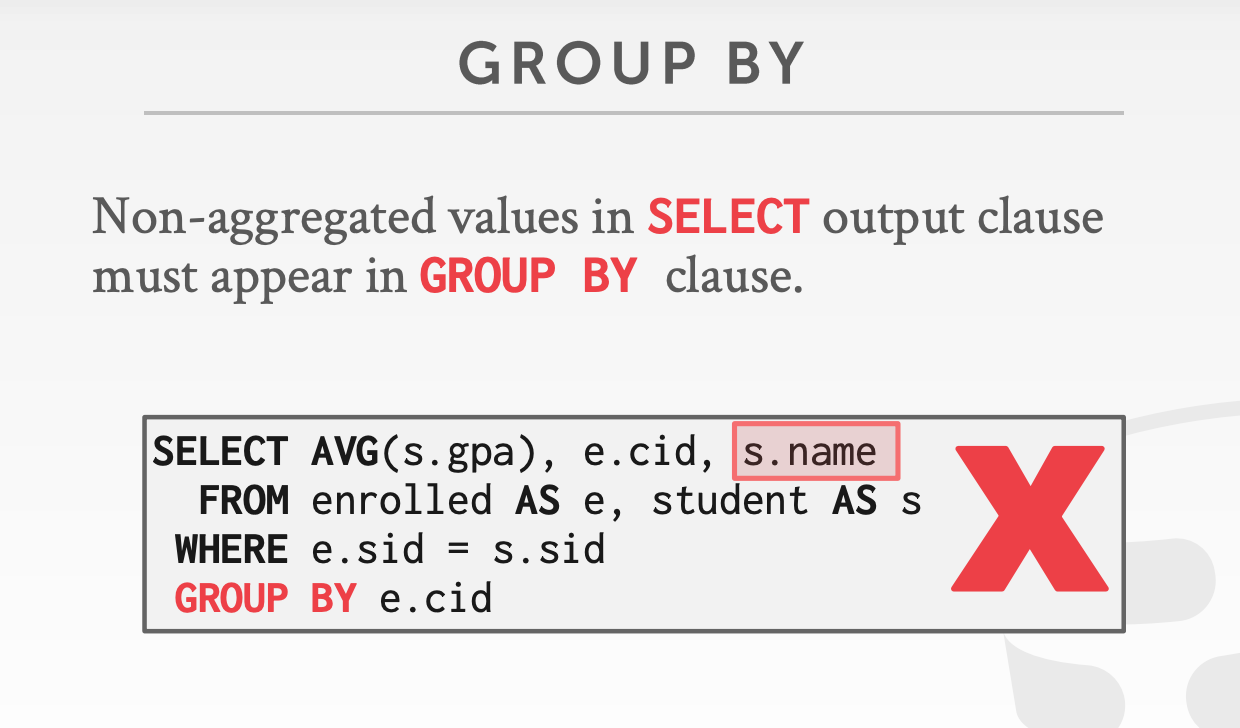 GROUP BY
Non-aggregated values in SELECT output clause
must appear in GROUP BY clause.
SELECT AVG(s.gpa), e.cid, s.name
FROM enrolled AS e, student AS s
WHERE e.sid = s.sid
GROUP BY e.cid
X